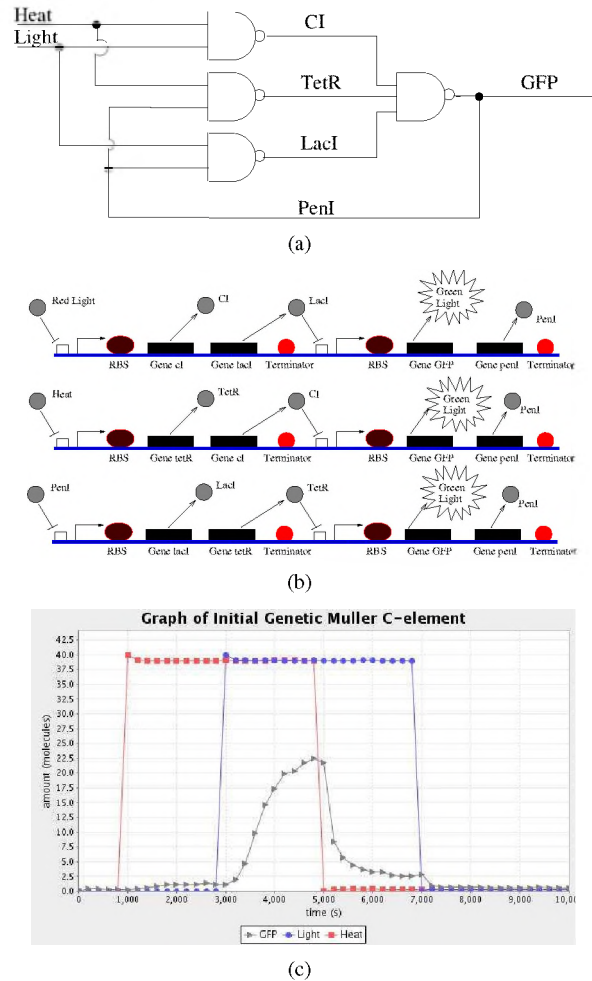 Heat
Light
CI
TetR
LacI
GFP
PenI
(a)
Red Light
CI
LacI
Green Light
PenI
RBS Gene cI Gene lacI Terminator RBS Gene GFP Gene penI Terminator
Heat
TetR
CI
Green Light
PenI
RBS Gene tetR Gene cI Terminator RBS Gene GFP Gene penI Terminator
PenI
LacI
TetR
Green Light
PenI
RBS Gene lacI Gene tetR Terminator RBS Gene GFP Gene penI Terminator
(b)
Graph of Initial Genetic Muller C-element
amount (molecules)
42.5
40.0
37.5
35.0
32.5
30.0
27.5
25.0
22.5
20.0
17.5
15.0
12.5
10.0
7.5
5.0
2.5
0.0
0 1,000 2,000 3,000 4,000 5,000 6,000 7,000 8,000 9,000 10,0
time (s)
GFP Light Heat
(c)